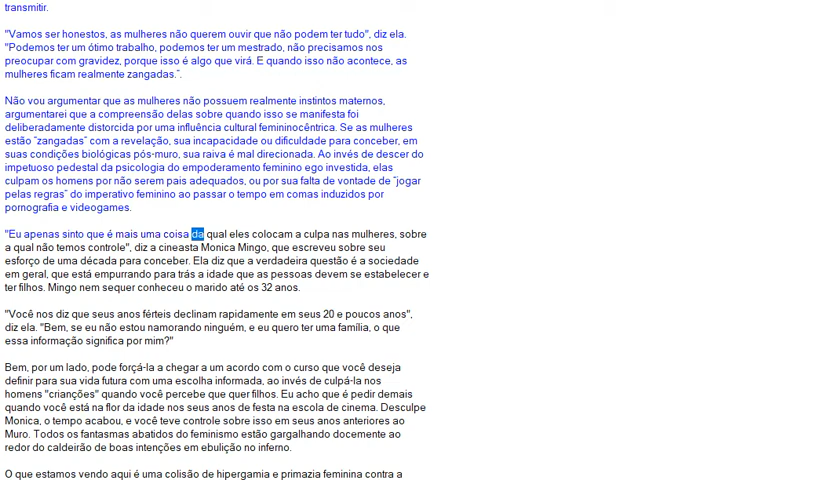 transmitir.
"Vamos ser honestos, as mulheres não querem ouvir que não podem ter tudo", diz ela.
"Podemos ter um ótimo trabalho, podemos ter um mestrado, não precisamos nos
preocupar com gravidez, porque isso é algo que virá. E quando isso não acontece, as
mulheres ficam realmente zangadas.".
Não vou argumentar que as mulheres não possuem realmente instintos maternos,
argumentarei que a compreensão delas sobre quando isso se manifesta foi
deliberadamente distorcida por uma influência cultural femininocêntrica. Se as mulheres
estão “zangadas” com a revelação, sua incapacidade ou dificuldade para conceber, em
suas condições biológicas pós-muro, sua raiva é mal direcionada. Ao invés de descer do
impetuoso pedestal da psicologia do empoderamento feminino ego investida, elas
culpam os homens por não serem pais adequados, ou por sua falta de vontade de “jogar
pelas regras” do imperativo feminino ao passar o tempo em comas induzidos por
pornografia e videogames.
"Eu apenas sinto que é mais uma coisa da qual eles colocam a culpa nas mulheres, sobre
a qual não temos controle", diz a cineasta Monica Mingo, que escreveu sobre seu
esforço de uma década para conceber. Ela diz que a verdadeira questão é a sociedade
em geral, que está empurrando para trás a idade que as pessoas devem se estabelecer e
ter filhos. Mingo nem sequer conheceu o marido até os 32 anos.
"Você nos diz que seus anos férteis declinam rapidamente em seus 20 e poucos anos",
diz ela. "Bem, se eu não estou namorando ninguém, e eu quero ter uma família, o que
essa informação significa por mim?"
Bem, por um lado, pode forçá-la a chegar a um acordo com o curso que você deseja
definir para sua vida futura com uma escolha informada, ao invés de culpá-la nos
homens "crianções" quando você percebe que quer filhos. Eu acho que é pedir demais
quando você está na flor da idade nos seus anos de festa na escola de cinema. Desculpe
Monica, o tempo acabou, e você teve controle sobre isso em seus anos anteriores ao
Muro. Todos os fantasmas abatidos do feminismo estão gargalhando docemente ao
redor do caldeirão de boas intenções em ebulição no inferno.
O que estamos vendo aqui é uma colisão de hipergamia e primazia feminina contra a